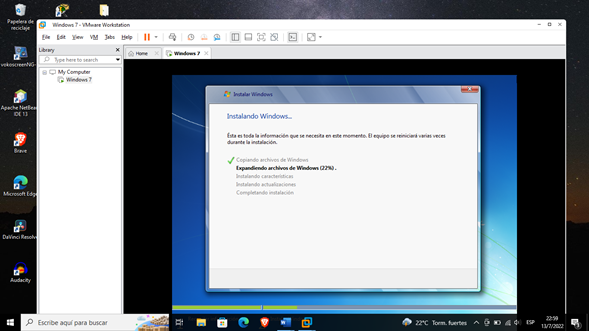 Papelera de
reciclaje
Windows 7 - VMware Workstation
File Edit View VM Tabs Help
Library
Type here to search
My Computer
Windows 7
Home
Windows 7
vokoscreenNG-
Apache NetBeans
IDE 13
Brave
Microsoft Edge
DaVinci Resolve
Audacity
Instalar Windows
Instalando Windows...
Ésta es toda la información que se necesita en este momento. El equipo se reiniciará varias veces
durante la instalación.
Copiando archivos de Windows
Expandiendo archivos de Windows (22%) .
Instalando características
Instalando actualizaciones
Completando instalación
Escribe aquí para buscar
22°C Torm. fuertes
ESP
22:59
13/7/2022